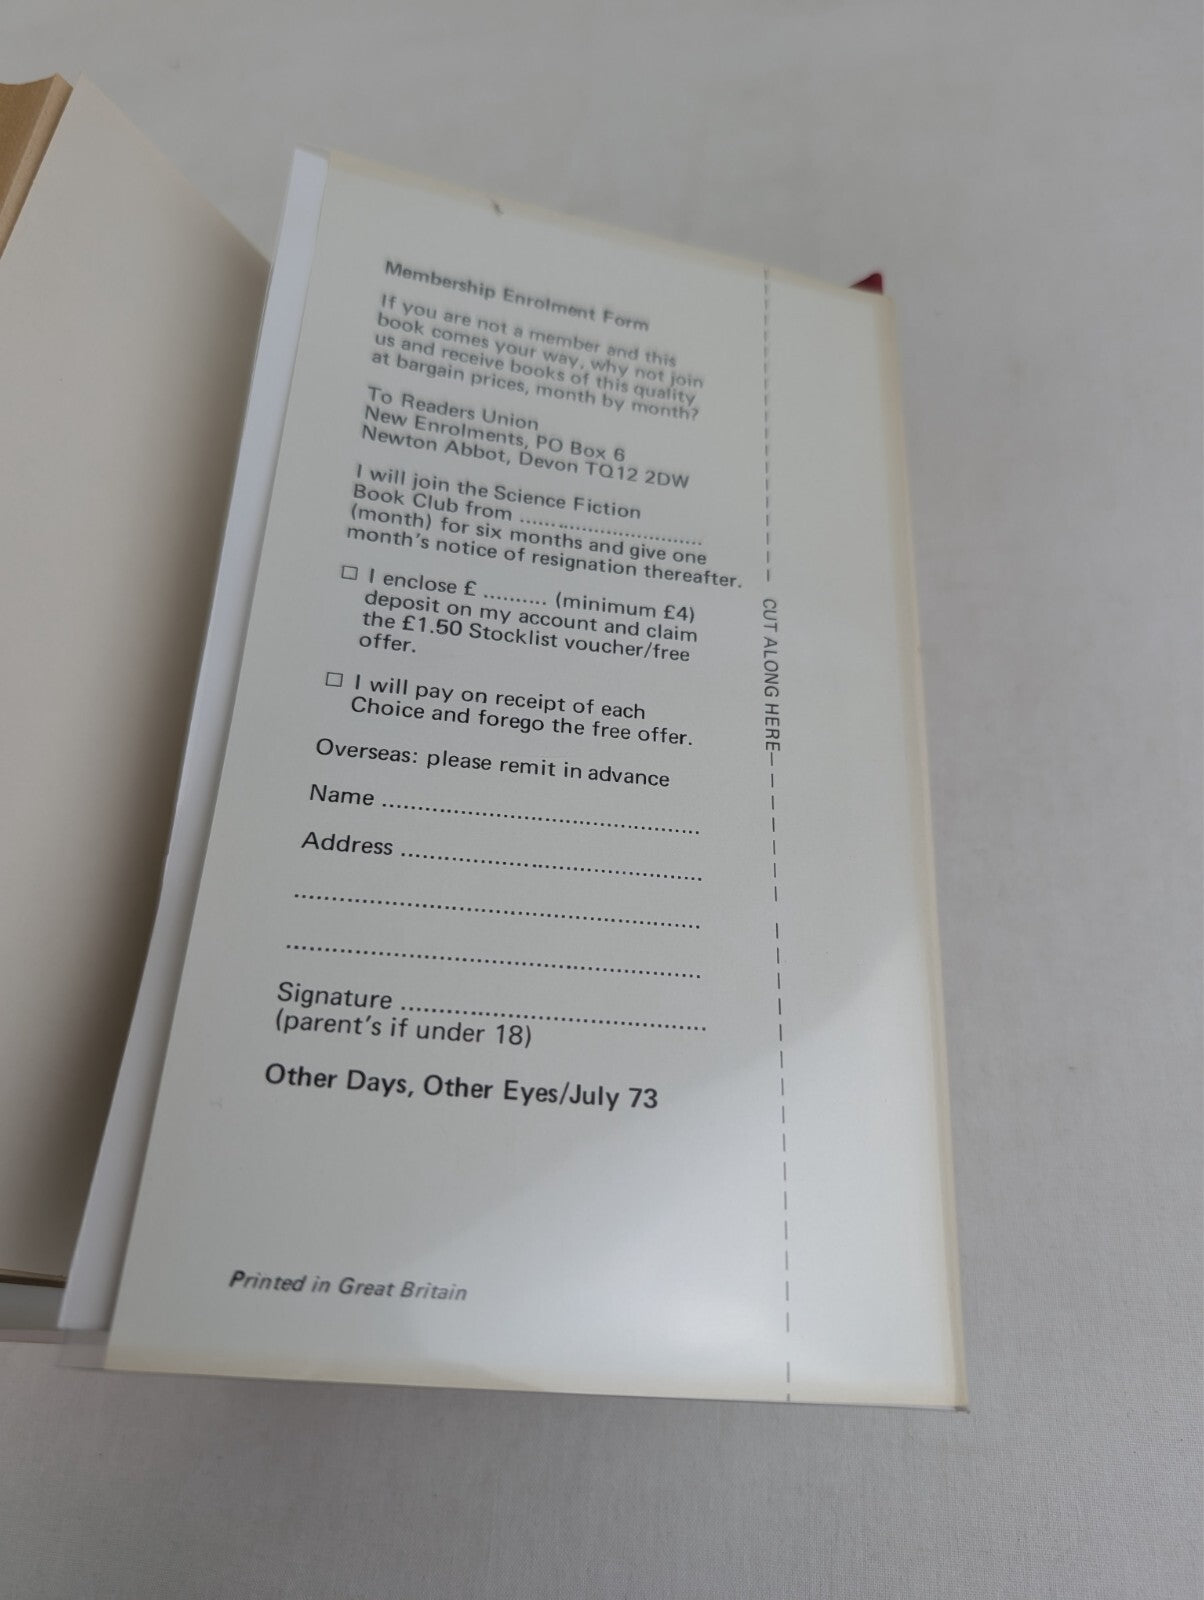 Membership Enrolment Form
If you are not a member and this
book comes your way, why not join
us and receive books of this quality
at bargain prices, month by month?
To Readers Union
New Enrolments, PO Box 6
Newton Abbot, Devon TQ12 2DW
I will join the Science Fiction
Book Club from ..............................
(month) for six months and give one
month's notice of resignation thereafter.
☐ I enclose £ .......... (minimum £4)
deposit on my account and claim
the £1.50 Stocklist voucher/free
offer.
☐ I will pay on receipt of each
Choice and forego the free offer.
Overseas: please remit in advance
Name ..............................................
Address ...........................................
..........................................................
..........................................................
Signature ...........................................
(parent's if under 18)
Other Days, Other Eyes/July 73
Printed in Great Britain
CUT ALONG HERE